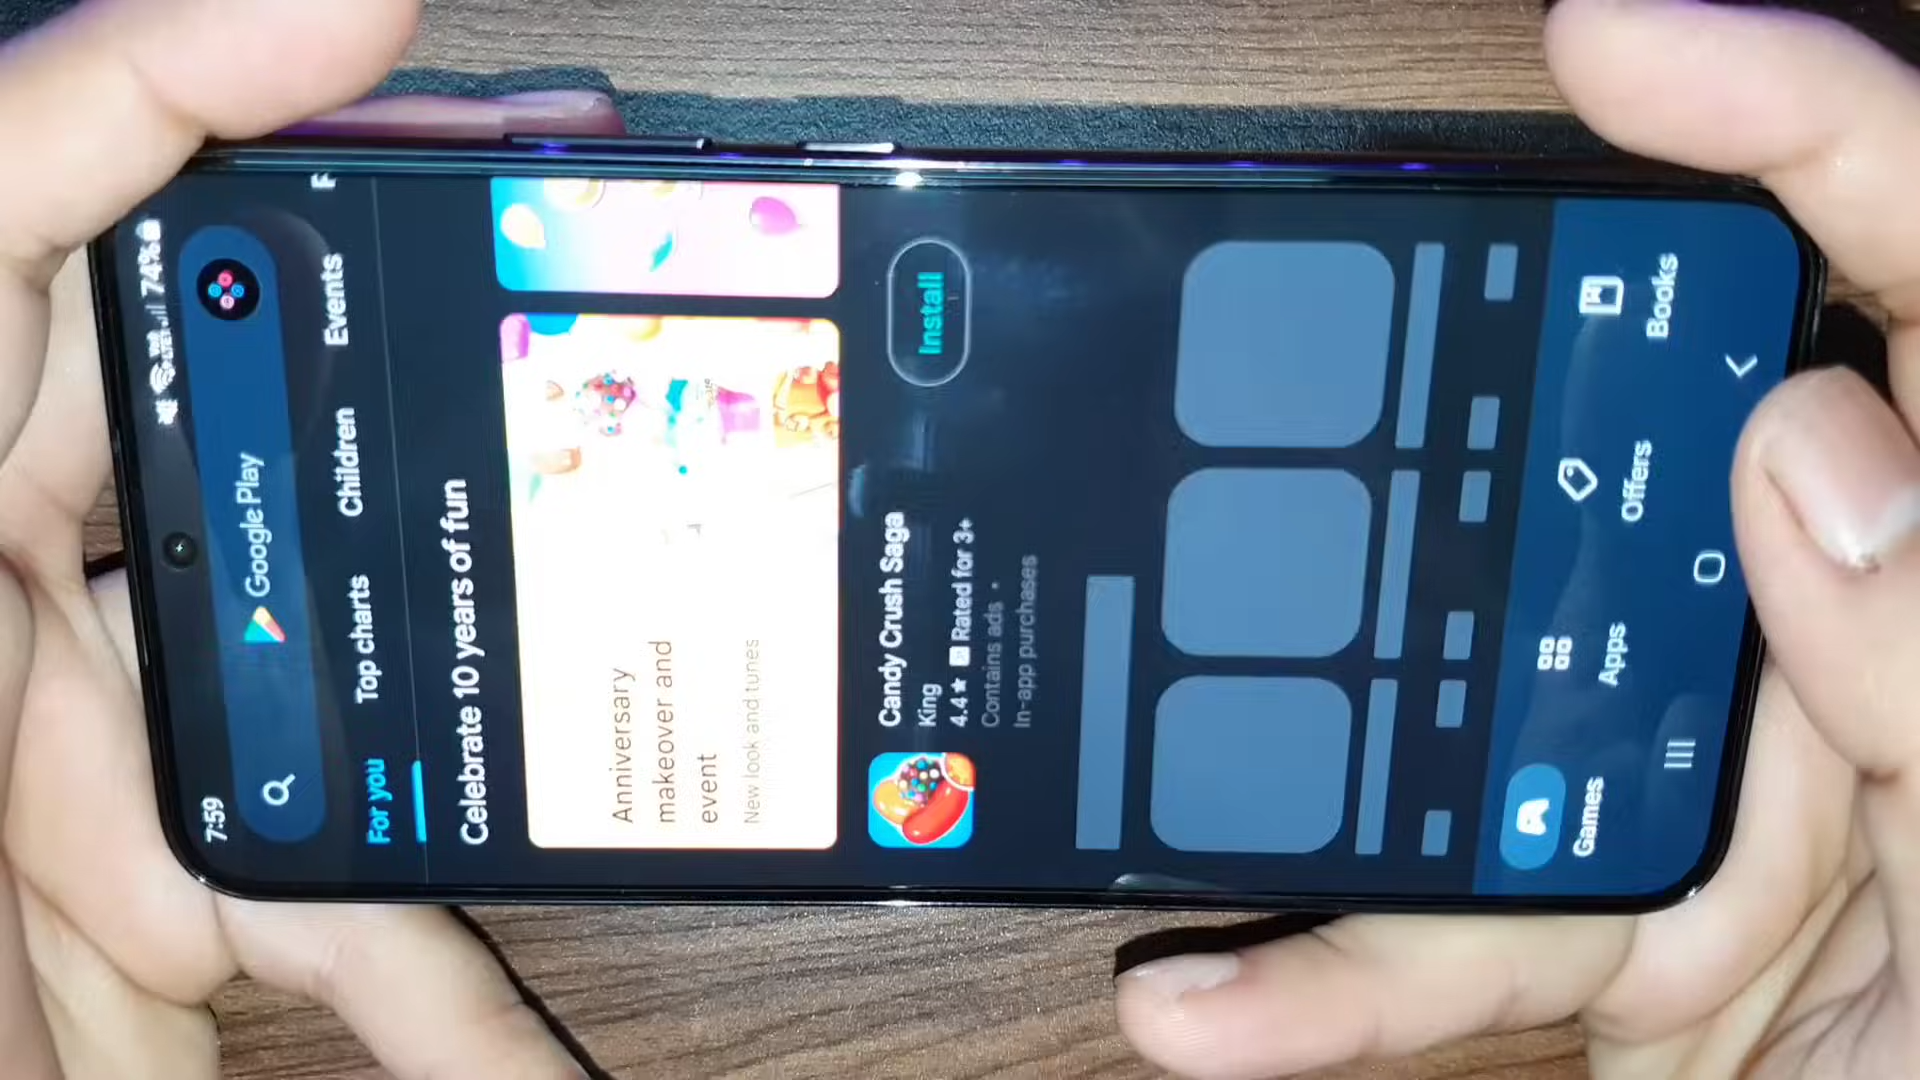 7:59
74%
Google Play
For you
Top charts
Children
Events
Celebrate 10 years of fun
Anniversary
makeover and
event
New look and tunes
Candy Crush Saga
King
4.4★ Rated for 3+
Contains ads •
In-app purchases
Install
Games
Apps
Offers
Books